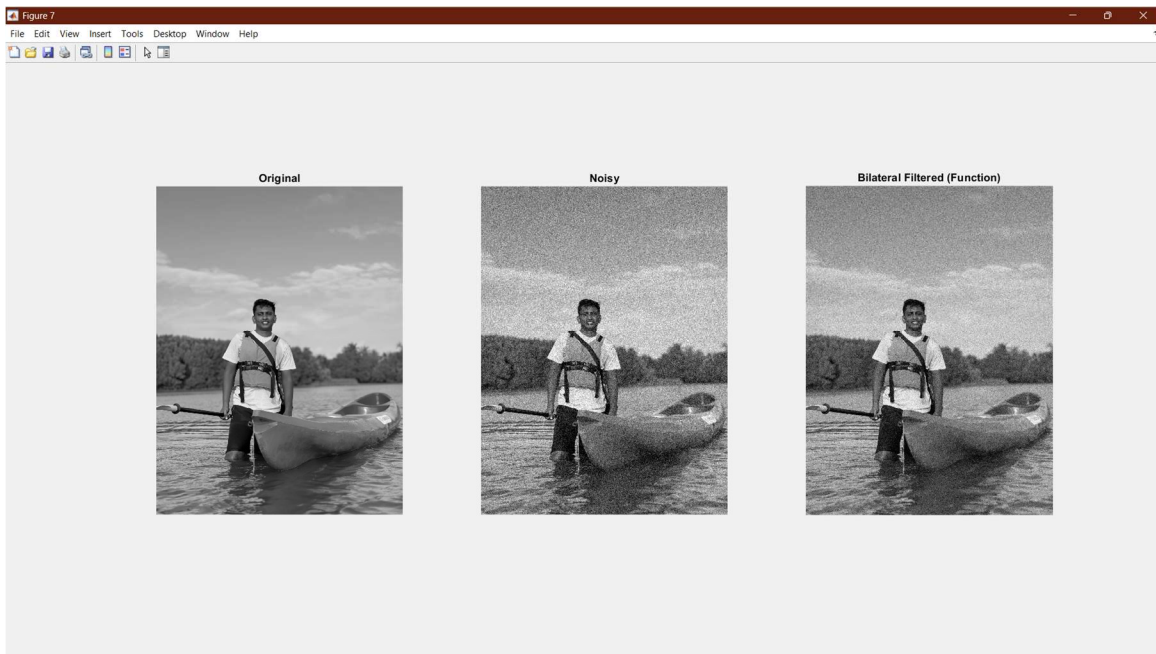 Figure 7
File Edit View Insert Tools Desktop Window Help
Original
Noisy
Bilateral Filtered (Function)